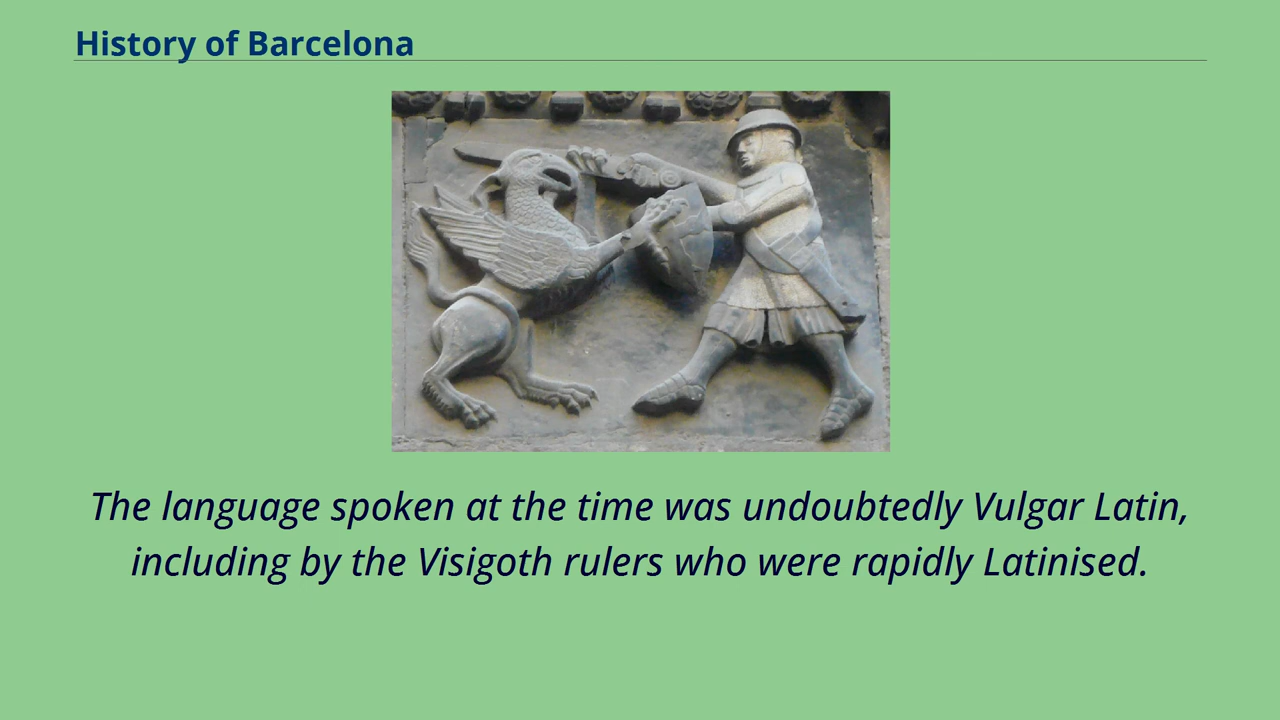 History of Barcelona
The language spoken at the time was undoubtedly Vulgar Latin,
including by the Visigoth rulers who were rapidly Latinised.